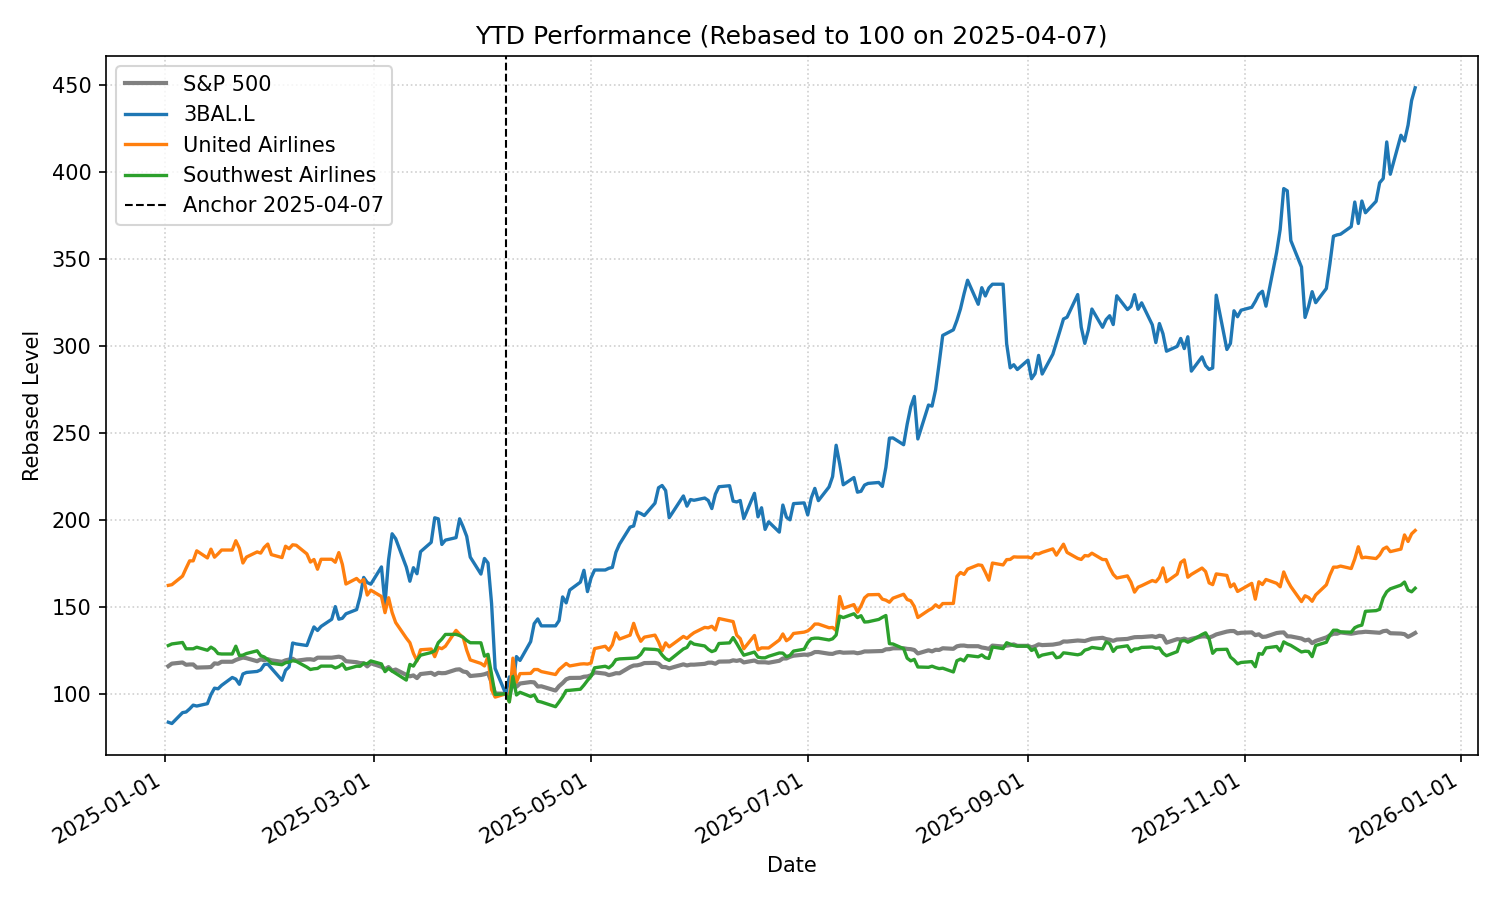 YTD Performance (Rebased to 100 on 2025-04-07)
S&P 500
3BAL.L
United Airlines
Southwest Airlines
Anchor 2025-04-07
450
400
350
300
250
200
150
100
Rebased Level
2025-01-01
2025-03-01
2025-05-01
2025-07-01
2025-09-01
2025-11-01
2026-01-01
Date